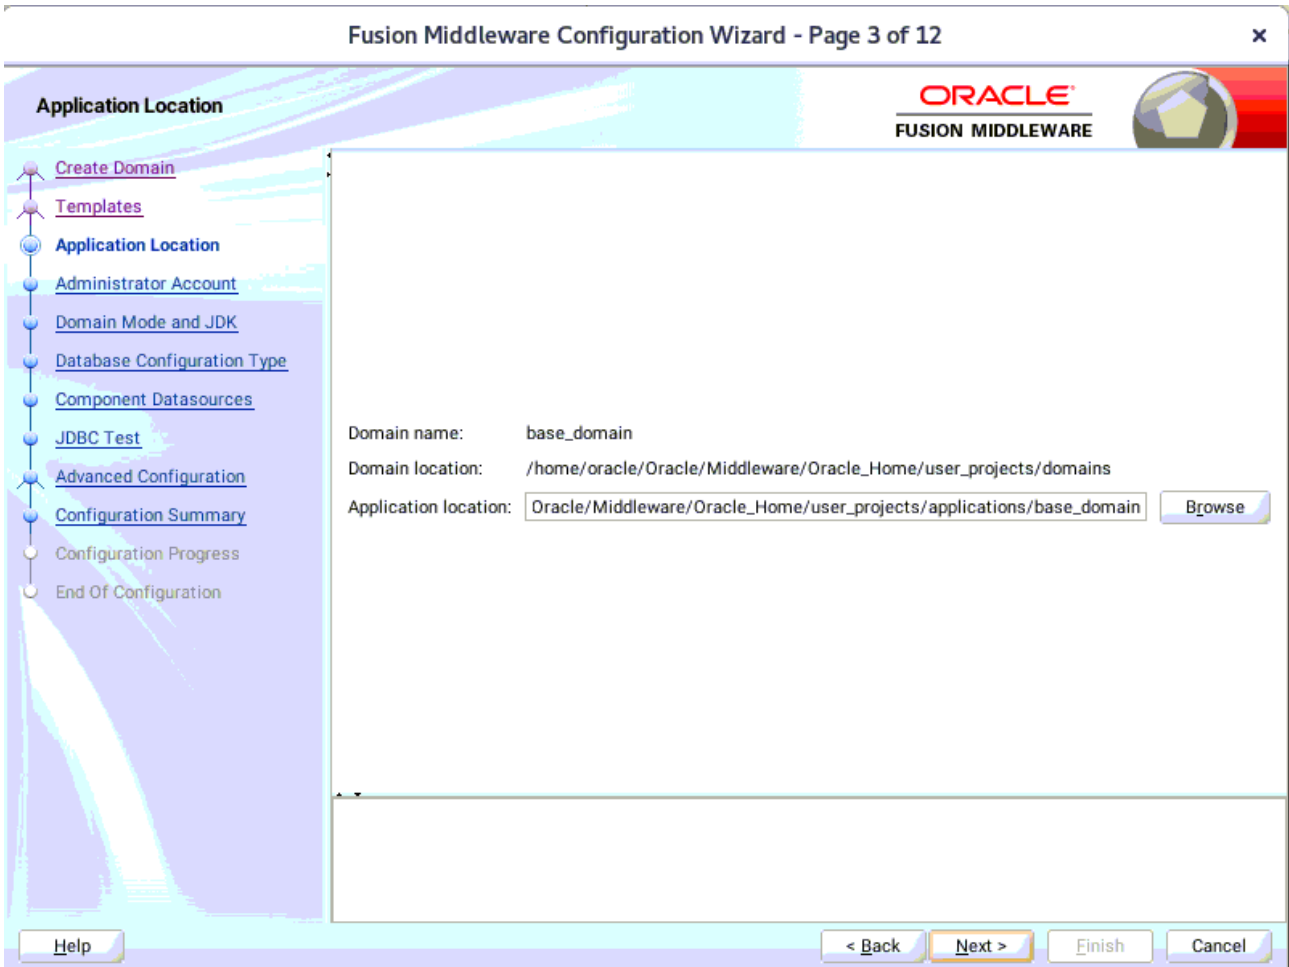 Fusion Middleware Configuration Wizard - Page 3 of 12
×
Application Location
ORACLE
FUSION MIDDLEWARE
Create Domain
Templates
Application Location
Administrator Account
Domain Mode and JDK
Database Configuration Type
Component Datasources
JDBC Test
Advanced Configuration
Configuration Summary
Configuration Progress
End Of Configuration
Domain name: base_domain
Domain location: /home/oracle/Oracle/Middleware/Oracle_Home/user_projects/domains
Application location: Oracle/Middleware/Oracle_Home/user_projects/applications/base_domain Browse
Help < Back Next > Finish Cancel